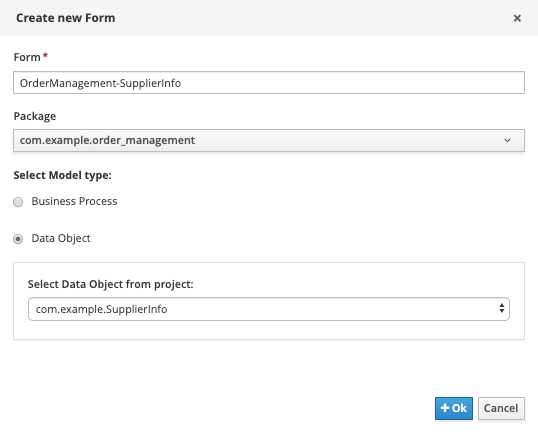 Create new Form
Form*
OrderManagement-SupplierInfo
Package
com.example.order_management
Select Model type:
Business Process
Data Object
Select Data Object from project:
com.example.SupplierInfo
+ Ok Cancel